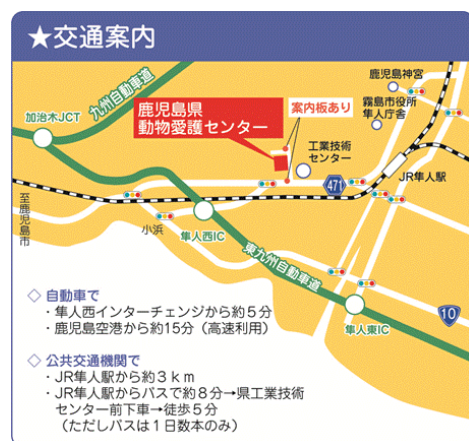 ★交通案内
鹿児島神宮
九州自動車道
加治木JCT
鹿児島県
動物愛護センター
案内板あり
霧島市役所
隼人庁舎
工業技術
センター
471
JR隼人駅
至鹿児島市
小浜
隼人西IC
東九州自動車道
隼人東IC
10
◇ 自動車で
・隼人西インターチェンジから約5分
・鹿児島空港から約15分（高速利用）
◇ 公共交通機関で
・JR隼人駅から約3km
・JR隼人駅からバスで約8分→県工業技術
センター前下車→徒歩5分
（ただしバスは1日数本のみ）